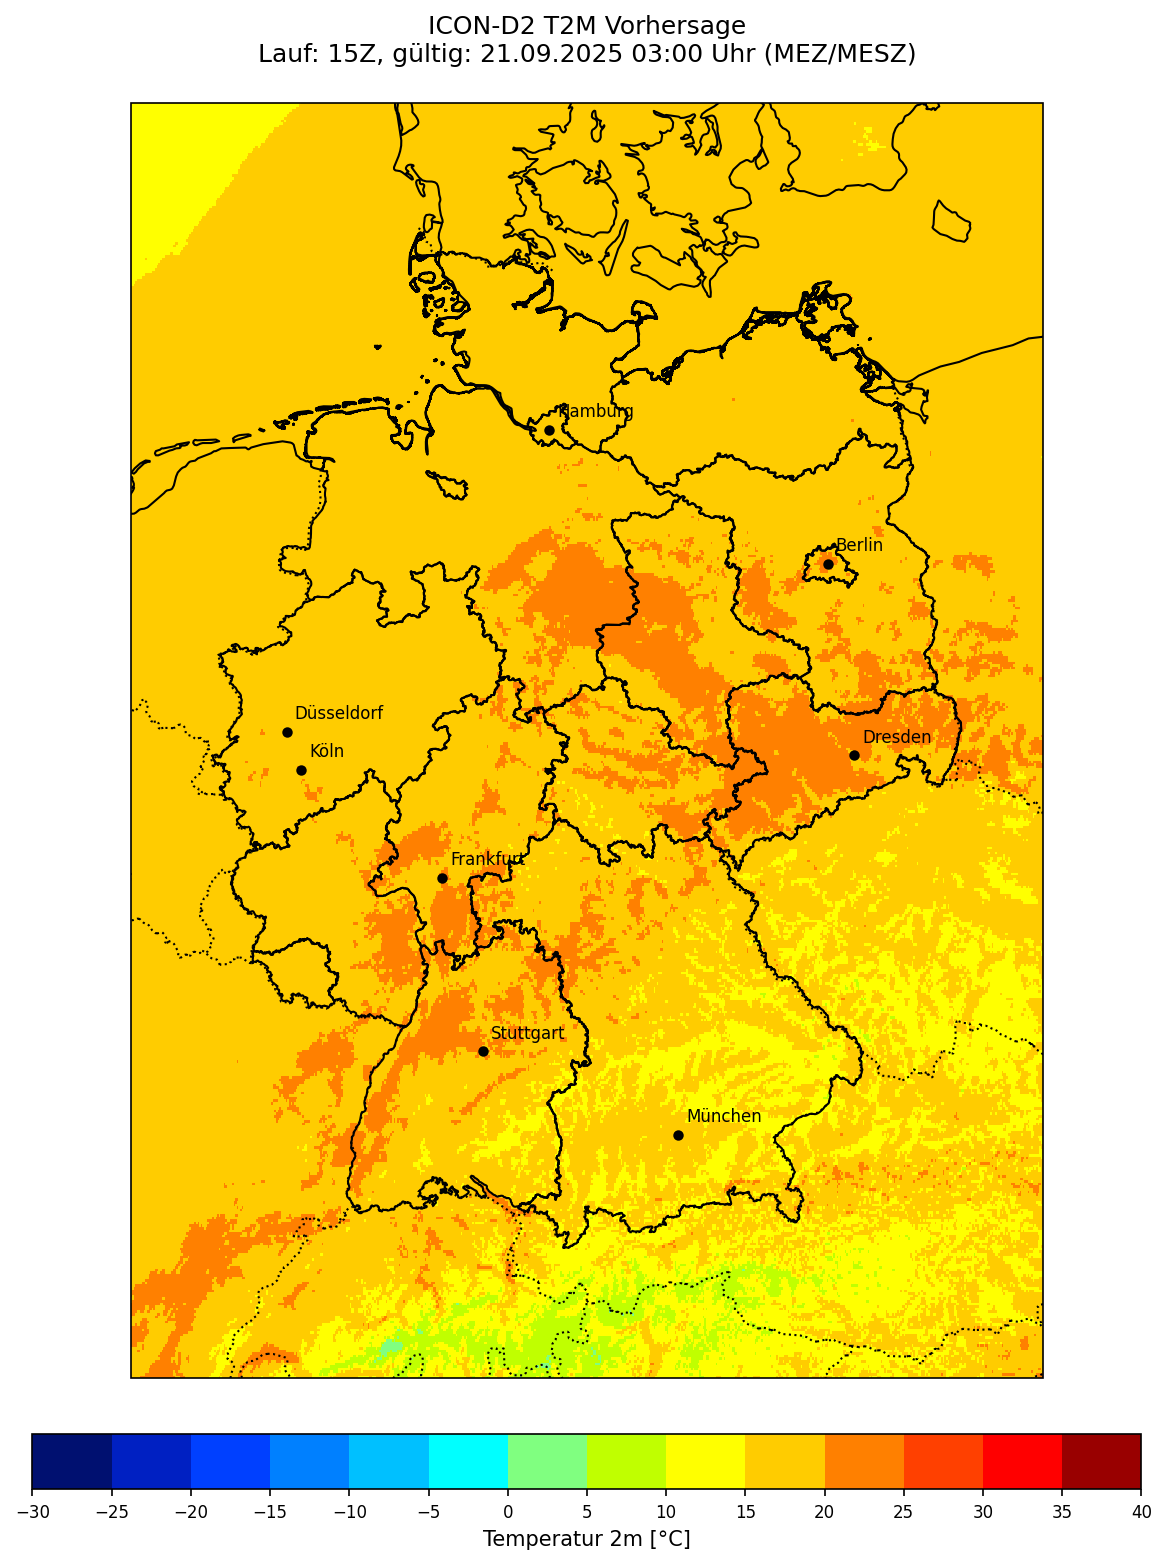 ICON-D2 T2M Vorhersage
Lauf: 15Z, gültig: 21.09.2025 03:00 Uhr (MEZ/MESZ)
Hamburg
Berlin
Düsseldorf
Dresden
Köln
Frankfurt
Stuttgart
München
−30 −25 −20 −15 −10 −5 0 5 10 15 20 25 30 35 40
Temperatur 2m [°C]